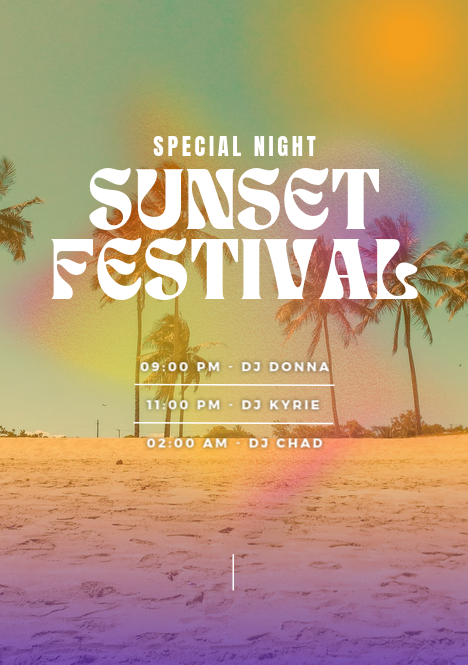 SPECIAL NIGHT
SUNSET
FESTIVAL
09:00 PM - DJ DONNA
11:00 PM - DJ KYRIE
02:00 AM - DJ CHAD